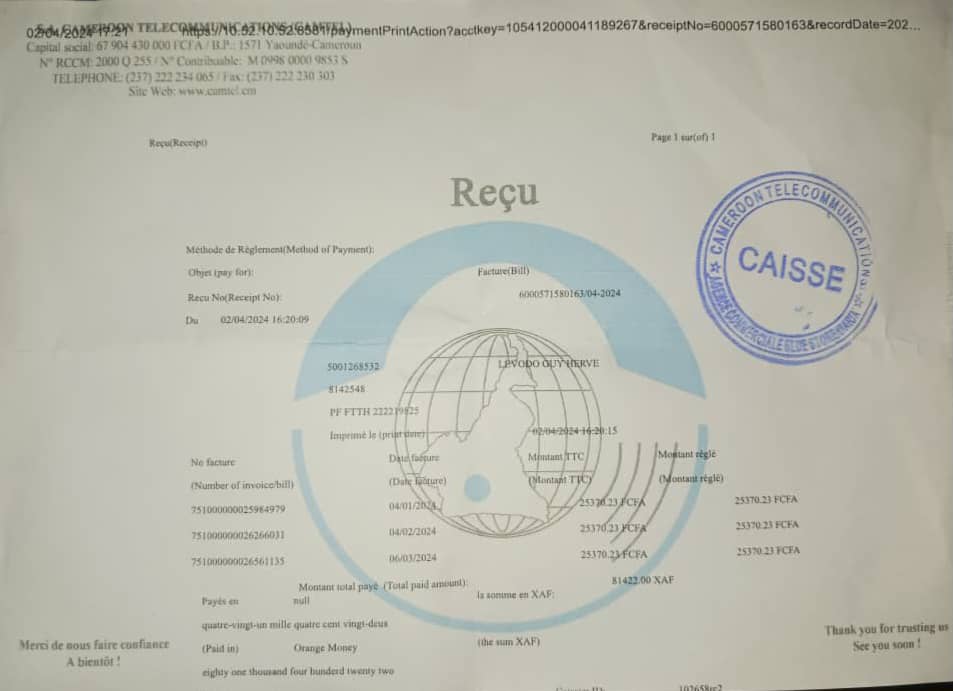 02/04/2024 17:21
CAMEROON TELECOMMUNICATIONS (CAMTEL)
https://10.52.10.52:6581/paymentPrintAction?acctkey=105412000041189267&receiptNo=6000571580163&recordDate=202...
Capital social: 67 904 430 000 FCFA / B.P.: 1571 Yaoundé-Cameroun
N° RCCM: 2000 Q 255 / N° Contribuable: M 0998 0000 9853 S
TELEPHONE: (237) 222 234 065 / Fax: (237) 222 230 303
Site Web: www.camtel.cm
Reçu(Receipt)
Page 1 sur(of) 1
Reçu
CAMEROON TELECOMMUNICATIONS
CAISSE
AGENCE COMMERCIALE BLUE STORE
Méthode de Règlement(Method of Payment):
Objet (pay for):
Facture(Bill)
Recu No(Receipt No):
6000571580163/04-2024
Du 02/04/2024 16:20:09
5001268532
LEVODO GUY HERVE
8142548
PF FTTH 222219825
Imprimé le (print date)
02/04/2024 16:20:15
No facture Date facture Montant TTC Montant réglé
(Number of invoice/bill) (Date facture) (Montant TTC) (Montant réglé)
751000000025984979 04/01/2024 25370.23 FCFA 25370.23 FCFA
751000000026266031 04/02/2024 25370.23 FCFA 25370.23 FCFA
751000000026561135 06/03/2024 25370.23 FCFA 25370.23 FCFA
Montant total payé (Total paid amount): 81422.00 XAF
Payés en null la somme en XAF:
quatre-vingt-un mille quatre cent vingt-deux
(Paid in) Orange Money (the sum XAF)
eighty one thousand four hunderd twenty two
Merci de nous faire confiance
A bientôt !
Thank you for trusting us
See you soon !